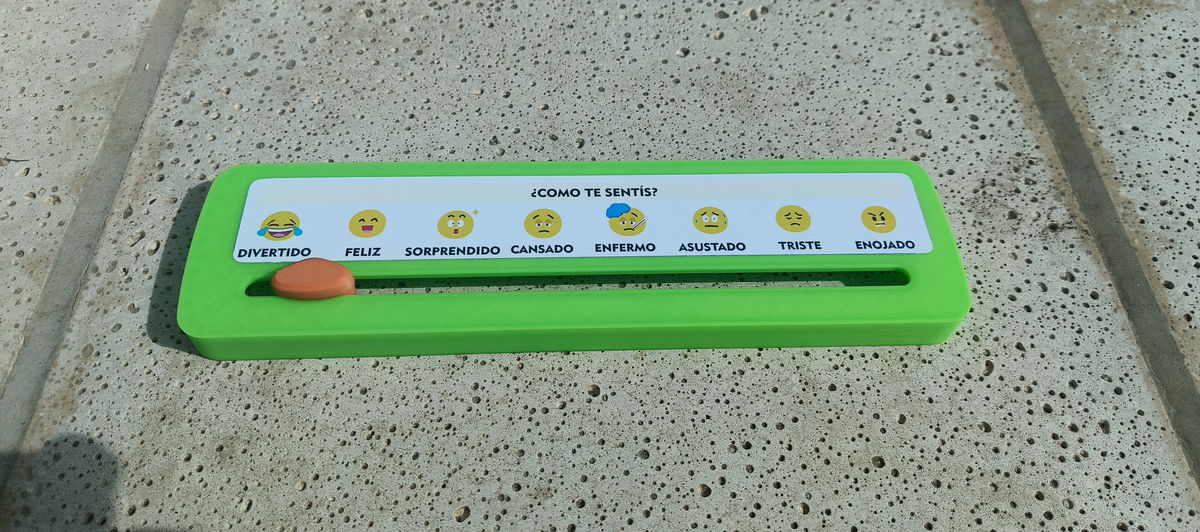 ¿COMO TE SENTÍS?
DIVERTIDO FELIZ SORPRENDIDO CANSADO ENFERMO ASUSTADO TRISTE ENOJADO